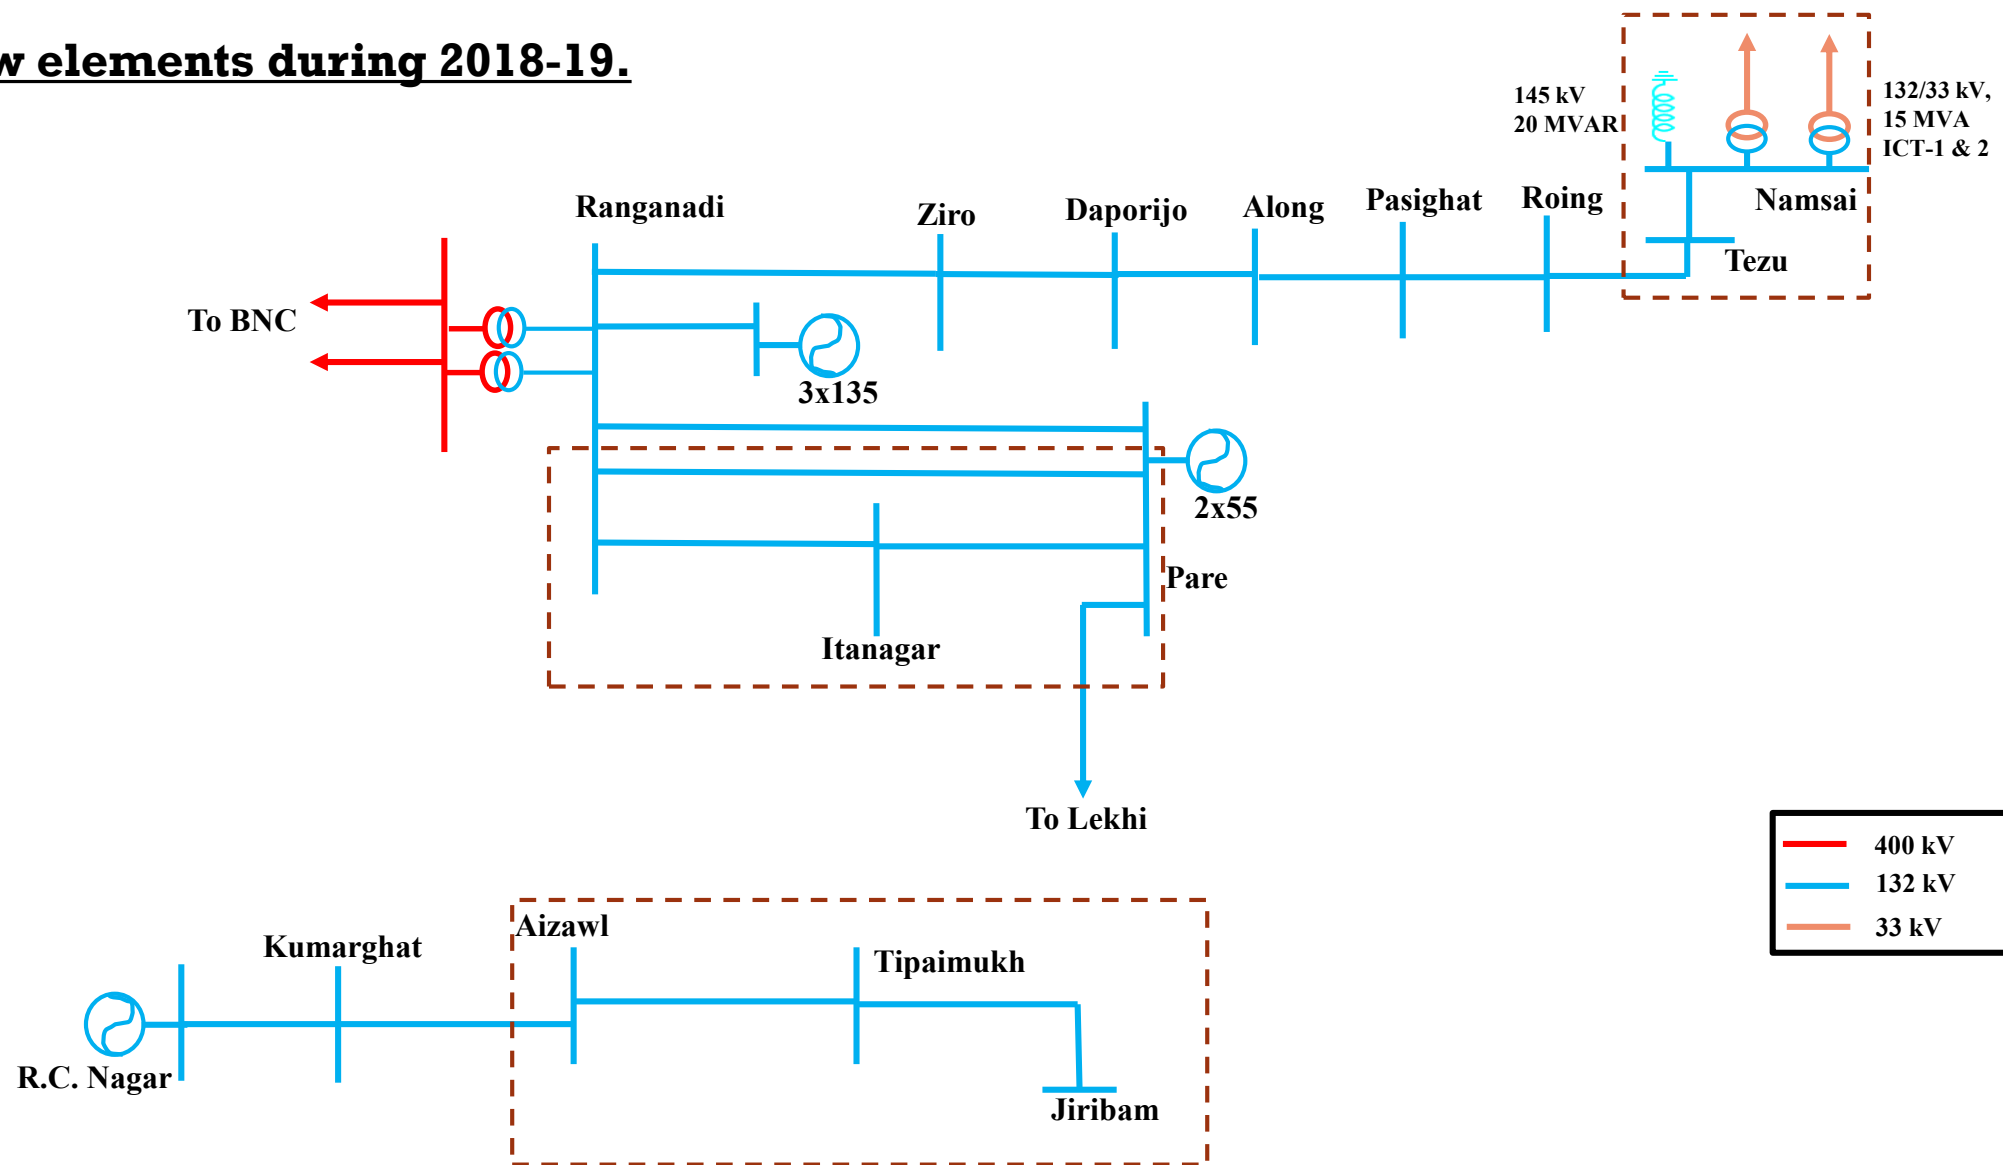 w elements during 2018-19.
145 kV
20 MVAR
132/33 kV,
15 MVA
ICT-1 & 2
Ranganadi
Ziro
Daporijo
Along
Pasighat
Roing
Namsai
Tezu
To BNC
3x135
2x55
Pare
Itanagar
To Lekhi
400 kV
132 kV
33 kV
Aizawl
Kumarghat
Tipaimukh
R.C. Nagar
Jiribam